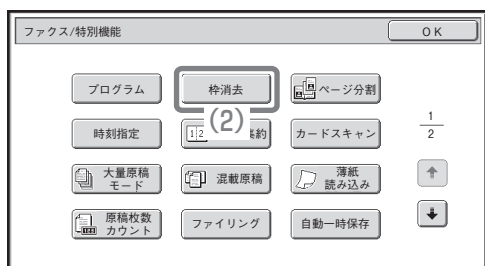 ファクス/特別機能
OK
プログラム
枠消去
ページ分割
(2)
時刻指定
約
カードスキャン
1
2
大量原稿
モード
混載原稿
薄紙
読み込み
原稿枚数
カウント
ファイリング
自動一時保存